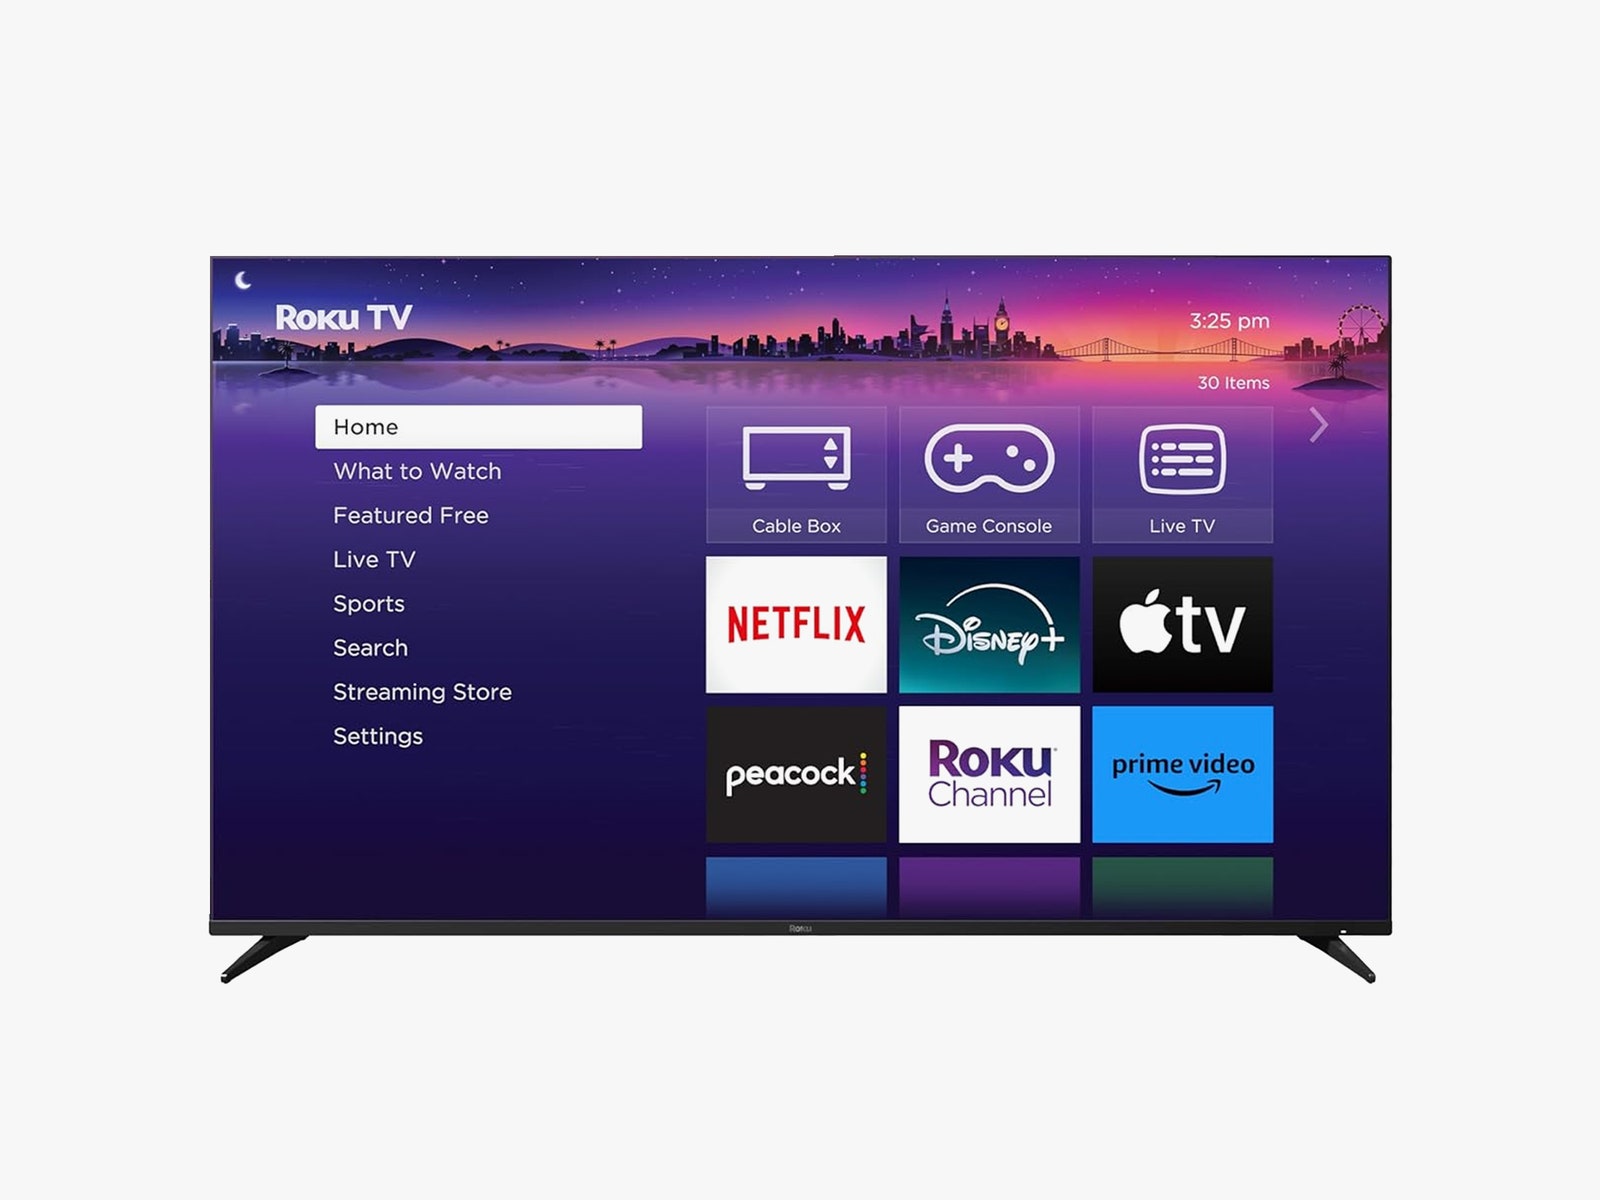 Roku TV
3:25 pm
30 Items
Home
What to Watch
Featured Free
Live TV
Sports
Search
Streaming Store
Settings
Cable Box
Game Console
Live TV
NETFLIX
Disney+
tv
peacock
Roku
Channel
prime video
Roku